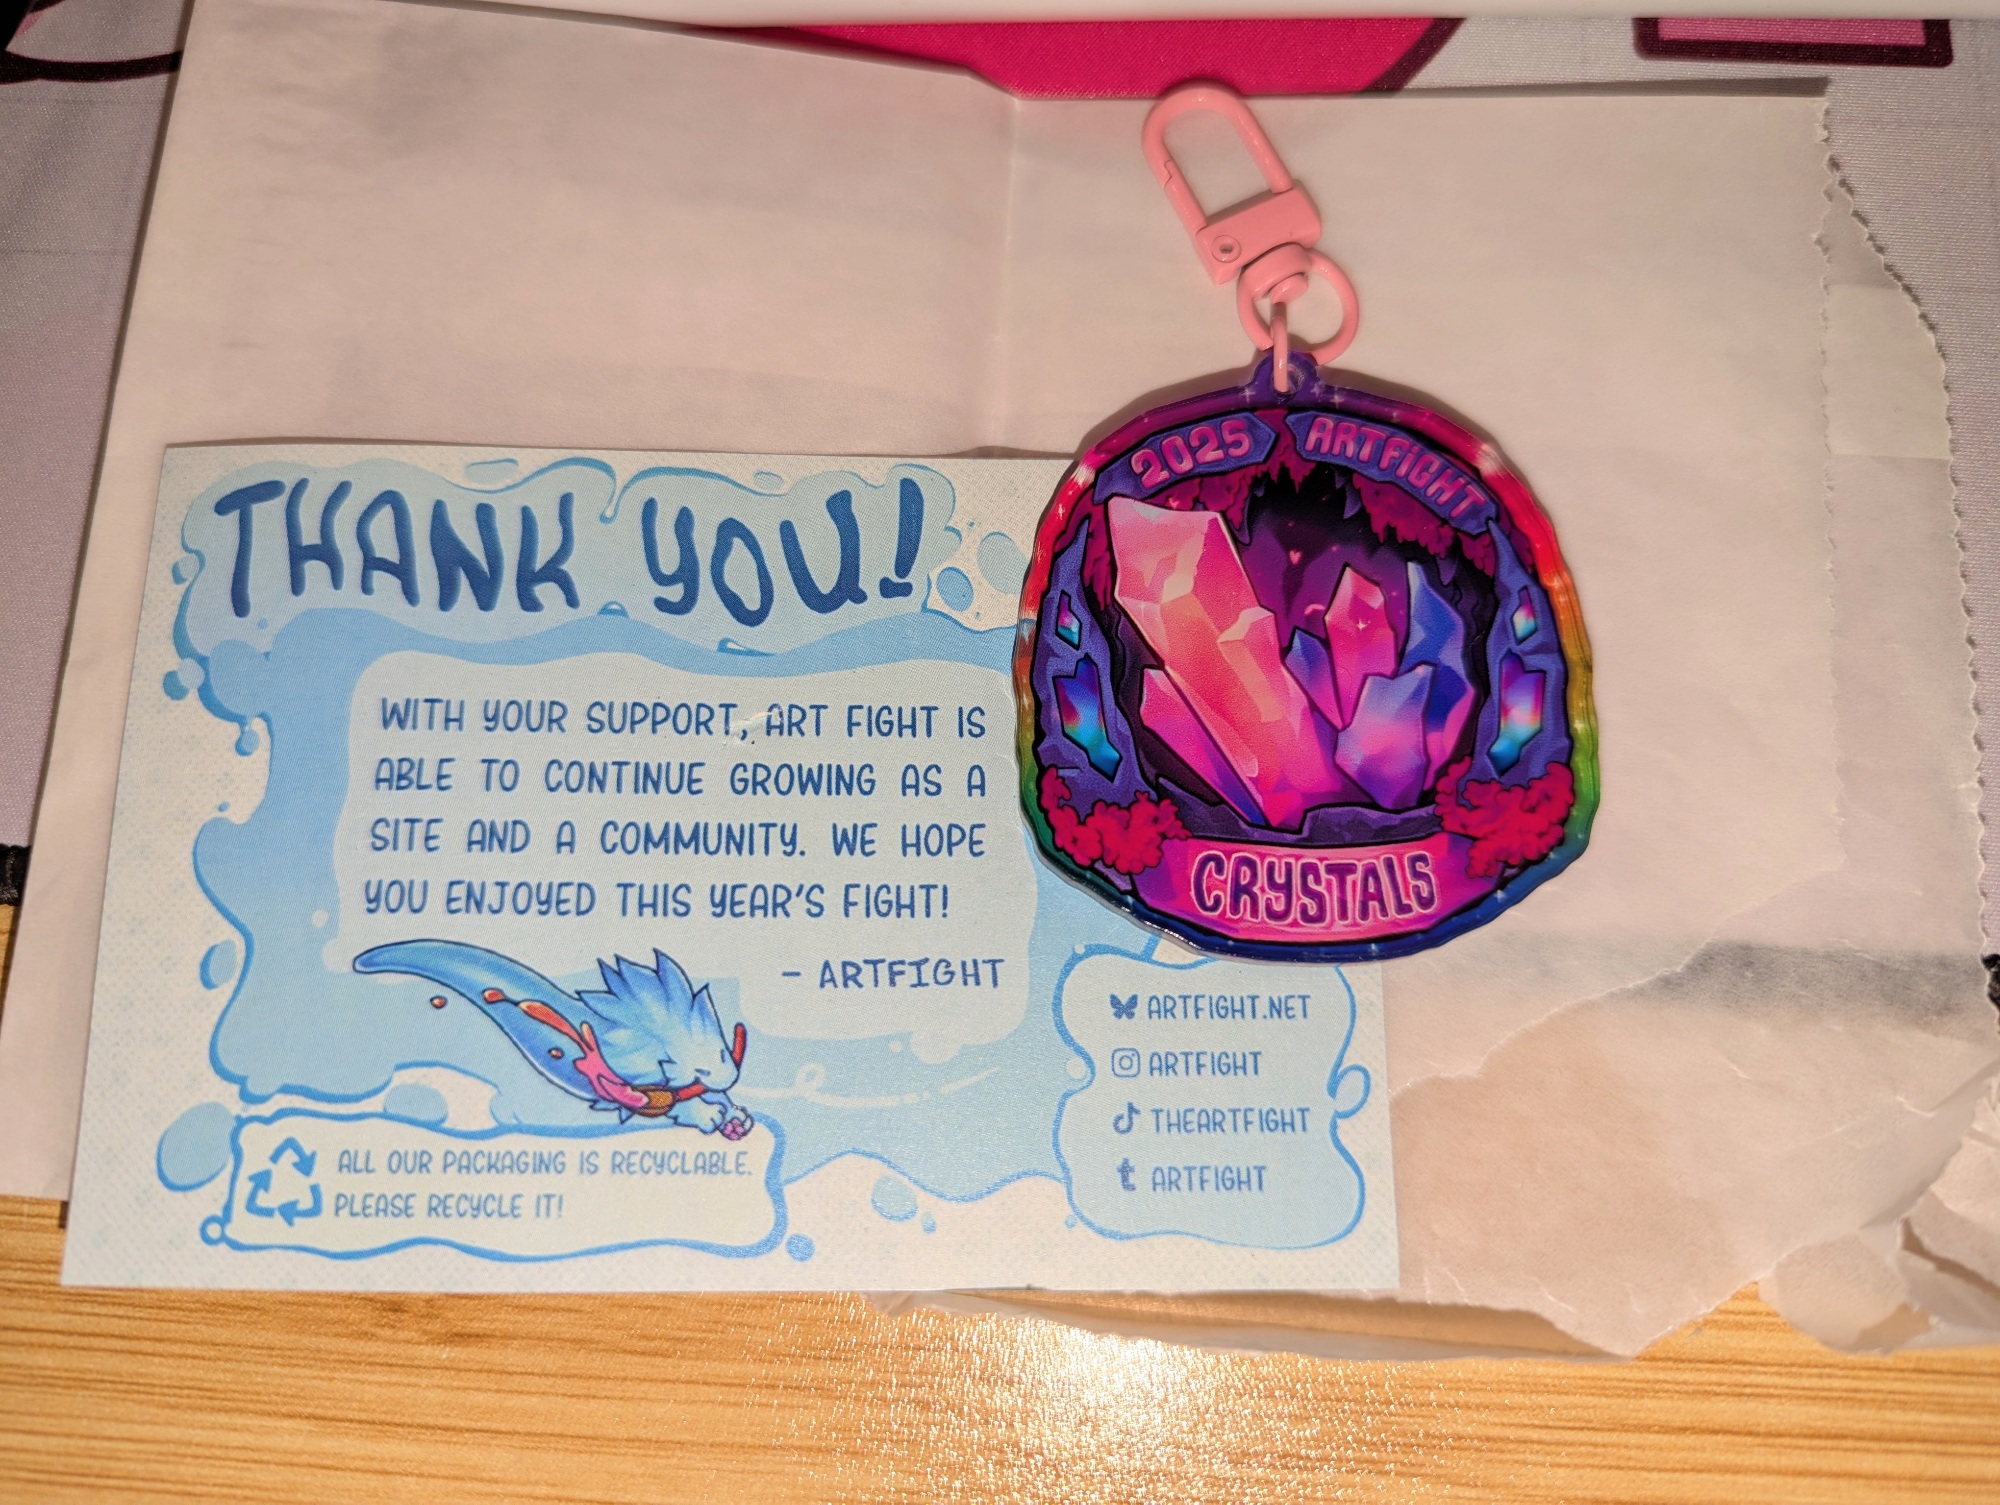 2025 ARTFIGHT
CRYSTALS
THANK YOU!
WITH YOUR SUPPORT, ART FIGHT IS
ABLE TO CONTINUE GROWING AS A
SITE AND A COMMUNITY. WE HOPE
YOU ENJOYED THIS YEAR'S FIGHT!
- ARTFIGHT
ARTFIGHT.NET
ARTFIGHT
THEARTFIGHT
t ARTFIGHT
ALL OUR PACKAGING IS RECYCLABLE.
PLEASE RECYCLE IT!